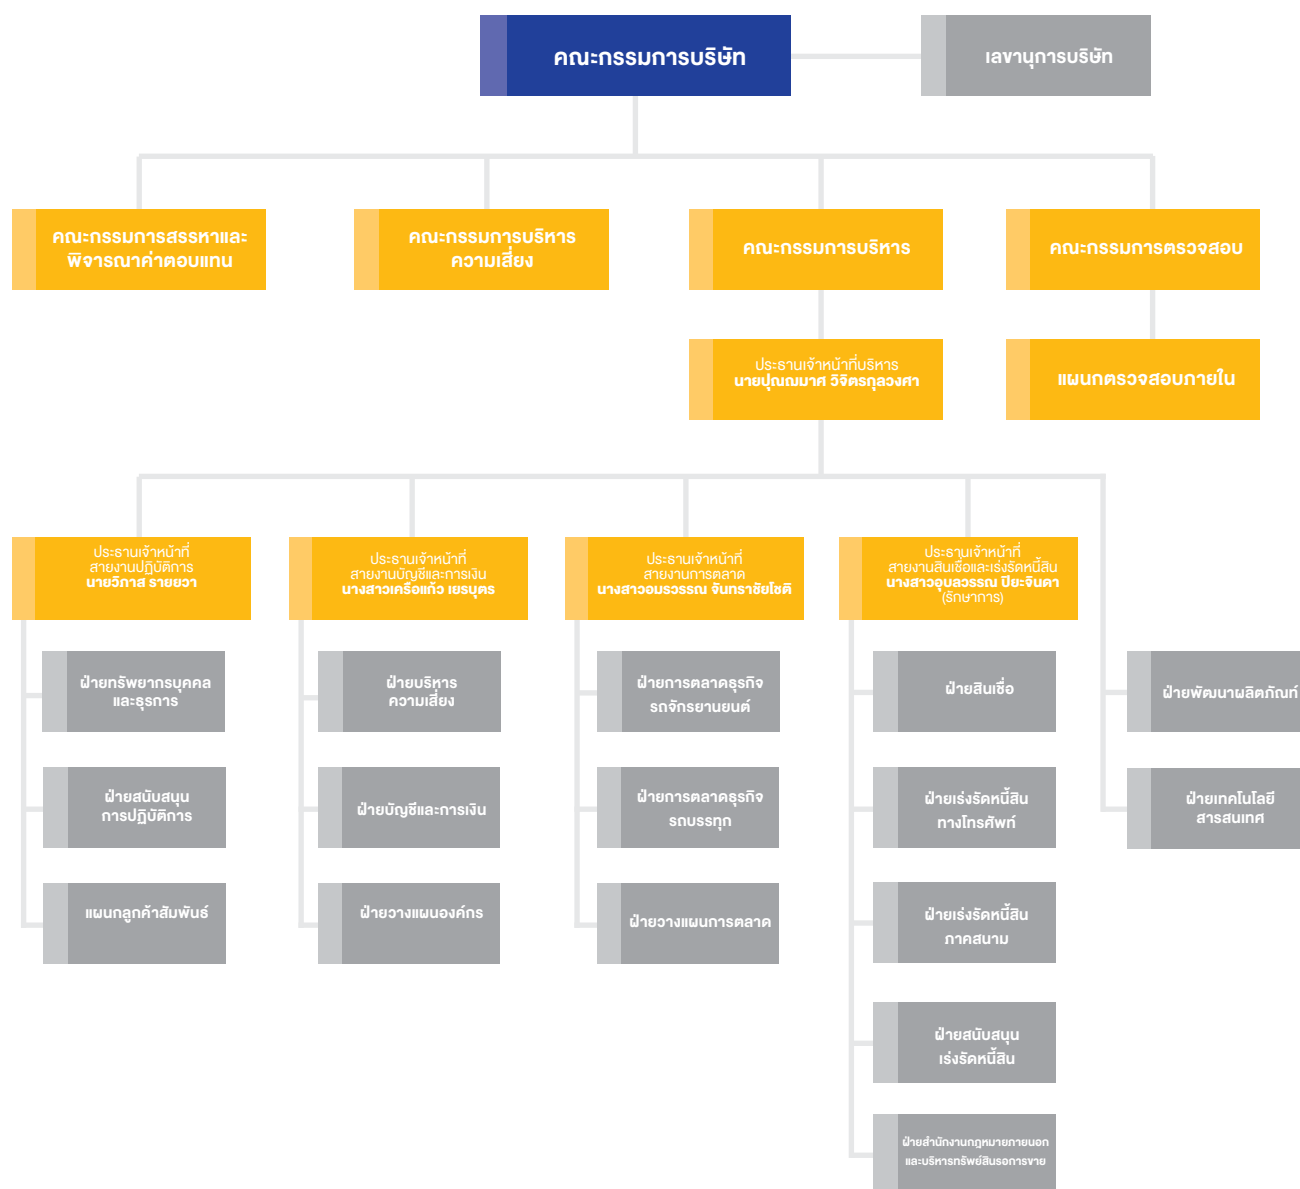 คณะกรรมการบริษัท
เลขานุการบริษัท
คณะกรรมการสรรหาและ
พิจารณาค่าตอบแทน
คณะกรรมการบริหาร
ความเสี่ยง
คณะกรรมการบริหาร
คณะกรรมการตรวจสอบ
ประธานเจ้าหน้าที่บริหาร
นายปุณณมาศ วิจิตรกุลวงศา
แผนกตรวจสอบภายใน
ประธานเจ้าหน้าที่
สายงานปฏิบัติการ
นายวิภาส รายยวา
ประธานเจ้าหน้าที่
สายงานบัญชีและการเงิน
นางสาวเครือแก้ว เยรบุตร
ประธานเจ้าหน้าที่
สายงานการตลาด
นางสาวอมรวรรณ จันทราชัยโชติ
ประธานเจ้าหน้าที่
สายงานสินเชื่อและเร่งรัดหนี้สิน
นางสาวอุบลวรรณ ปิยะจินดา
(รักษาการ)
ฝ่ายทรัพยากรบุคคล
และธุรการ
ฝ่ายสนับสนุน
การปฏิบัติการ
แผนกลูกค้าสัมพันธ์
ฝ่ายบริหาร
ความเสี่ยง
ฝ่ายบัญชีและการเงิน
ฝ่ายวางแผนองค์กร
ฝ่ายการตลาดธุรกิจ
รถจักรยานยนต์
ฝ่ายการตลาดธุรกิจ
รถบรรทุก
ฝ่ายวางแผนการตลาด
ฝ่ายสินเชื่อ
ฝ่ายเร่งรัดหนี้สิน
ทางโทรศัพท์
ฝ่ายเร่งรัดหนี้สิน
ภาคสนาม
ฝ่ายสนับสนุน
เร่งรัดหนี้สิน
ฝ่ายสำนักงานกฎหมายภายนอก
และบริหารทรัพย์สินรอการขาย
ฝ่ายพัฒนาผลิตภัณฑ์
ฝ่ายเทคโนโลยี
สารสนเทศ